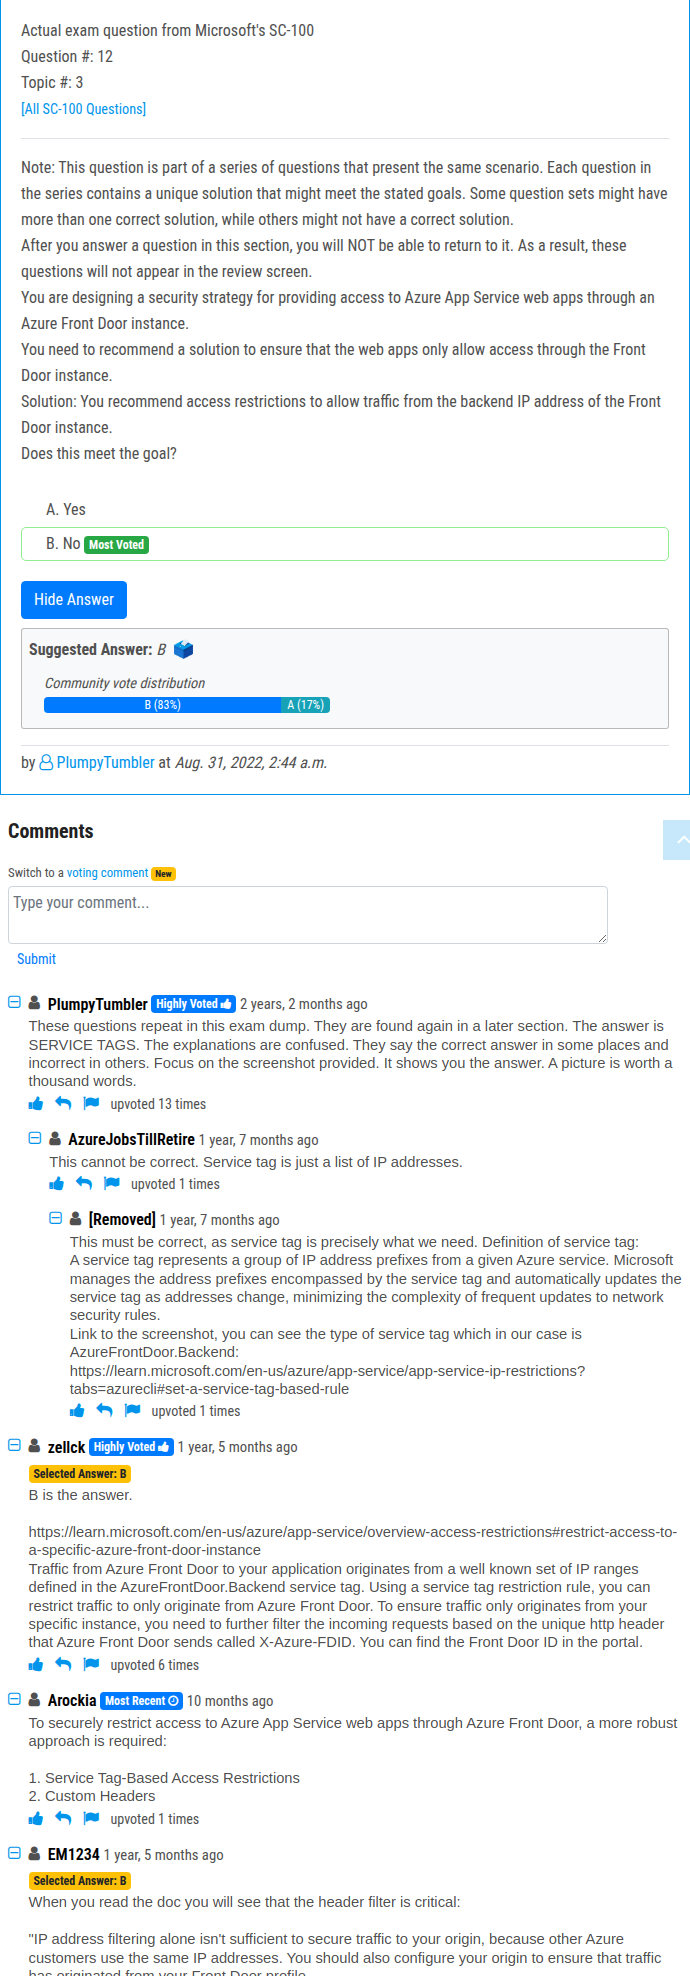 Actual exam question from Microsoft's SC-100
Question #: 12
Topic #: 3
[All SC-100 Questions]
Note: This question is part of a series of questions that present the same scenario. Each question in
the series contains a unique solution that might meet the stated goals. Some question sets might have
more than one correct solution, while others might not have a correct solution.
After you answer a question in this section, you will NOT be able to return to it. As a result, these
questions will not appear in the review screen.
You are designing a security strategy for providing access to Azure App Service web apps through an
Azure Front Door instance.
You need to recommend a solution to ensure that the web apps only allow access through the Front
Door instance.
Solution: You recommend access restrictions to allow traffic from the backend IP address of the Front
Door instance.
Does this meet the goal?
A. Yes
B. No Most Voted
Hide Answer
Suggested Answer: B
Community vote distribution
B (83%) A (17%)
by PlumpyTumbler at Aug. 31, 2022, 2:44 a.m.
Comments
Switch to a voting comment New
Type your comment...
Submit
PlumpyTumbler Highly Voted 2 years, 2 months ago
These questions repeat in this exam dump. They are found again in a later section. The answer is
SERVICE TAGS. The explanations are confused. They say the correct answer in some places and
incorrect in others. Focus on the screenshot provided. It shows you the answer. A picture is worth a
thousand words.
upvoted 13 times
AzureJobsTillRetire 1 year, 7 months ago
This cannot be correct. Service tag is just a list of IP addresses.
upvoted 1 times
[Removed] 1 year, 7 months ago
This must be correct, as service tag is precisely what we need. Definition of service tag:
A service tag represents a group of IP address prefixes from a given Azure service. Microsoft
manages the address prefixes encompassed by the service tag and automatically updates the
service tag as addresses change, minimizing the complexity of frequent updates to network
security rules.
Link to the screenshot, you can see the type of service tag which in our case is
AzureFrontDoor.Backend:
https://learn.microsoft.com/en-us/azure/app-service/app-service-ip-restrictions?
tabs=azurecli#set-a-service-tag-based-rule
upvoted 1 times
zellck Highly Voted 1 year, 5 months ago
Selected Answer: B
B is the answer.
https://learn.microsoft.com/en-us/azure/app-service/overview-access-restrictions#restrict-access-to-
a-specific-azure-front-door-instance
Traffic from Azure Front Door to your application originates from a well known set of IP ranges
defined in the AzureFrontDoor.Backend service tag. Using a service tag restriction rule, you can
restrict traffic to only originate from Azure Front Door. To ensure traffic only originates from your
specific instance, you need to further filter the incoming requests based on the unique http header
that Azure Front Door sends called X-Azure-FDID. You can find the Front Door ID in the portal.
upvoted 6 times
Arockia Most Recent 10 months ago
To securely restrict access to Azure App Service web apps through Azure Front Door, a more robust
approach is required:
1. Service Tag-Based Access Restrictions
2. Custom Headers
upvoted 1 times
EM1234 1 year, 5 months ago
Selected Answer: B
When you read the doc you will see that the header filter is critical:
"IP address filtering alone isn't sufficient to secure traffic to your origin, because other Azure
customers use the same IP addresses. You should also configure your origin to ensure that traffic
has originated from your Front Door profile